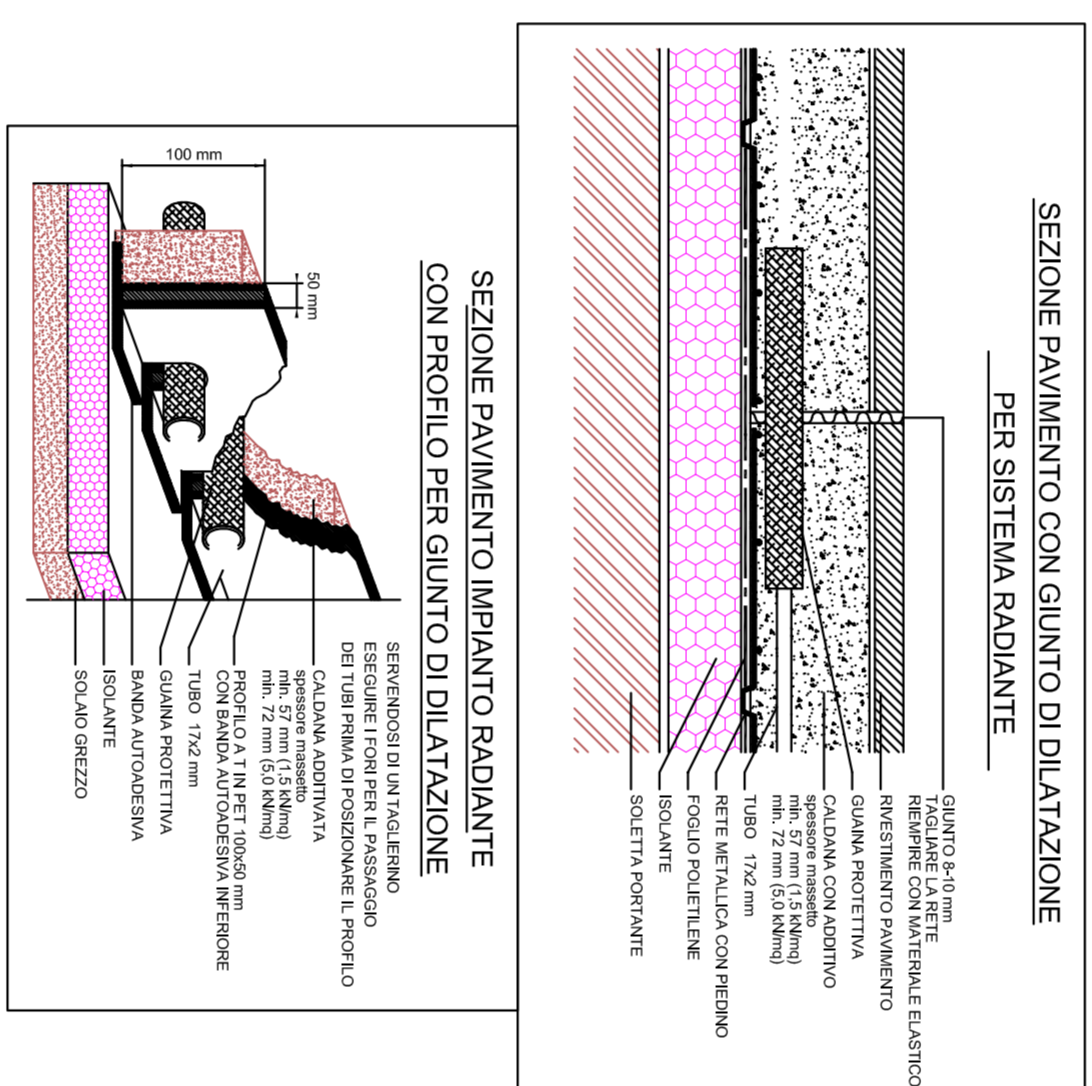 SEZIONE PAVIMENTO CON GIUNTO DI DILATAZIONE
PER SISTEMA RADIANTE
GIUNTO 8-10 mm
TAGLIARE LA RETE
RIEMPIRE CON MATERIALE ELASTICO
RIVESTIMENTO PAVIMENTO
GUAINA PROTETTIVA
CALDANA CON ADDITIVO
spessore massetto
min. 57 mm (1,5 kN/mq)
min. 72 mm (5,0 kN/mq)
TUBO 17x2 mm
RETE METALLICA CON PIEDINO
FOGLIO POLIETILENE
ISOLANTE
SOLETTA PORTANTE
SEZIONE PAVIMENTO IMPIANTO RADIANTE
CON PROFILO PER GIUNTO DI DILATAZIONE
100 mm
50 mm
SERVENDOSI DI UN TAGLIERINO
ESEGUIRE I FORI PER IL PASSAGGIO
DEI TUBI PRIMA DI POSIZIONARE IL PROFILO
CALDANA ADDITIVATA
spessore massetto
min. 57 mm (1,5 kN/mq)
min. 72 mm (5,0 kN/mq)
PROFILO A T IN PET 100x50 mm
CON BANDA AUTOADESIVA INFERIORE
TUBO 17x2 mm
GUAINA PROTETTIVA
BANDA AUTOADESIVA
ISOLANTE
SOLAIO GREZZO